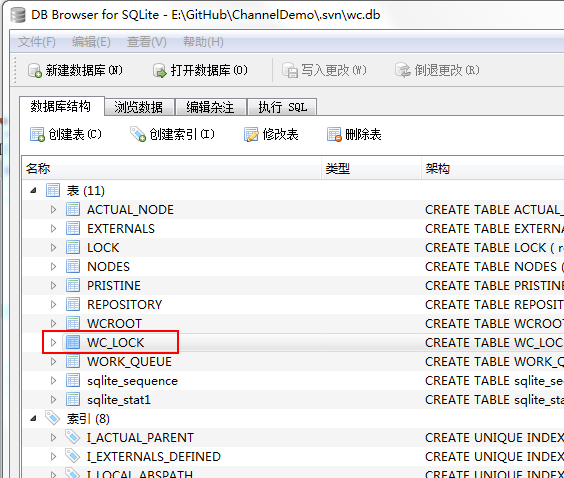 DB Browser for SQLite - E:\GitHub\ChannelDemo\.svn\wc.db
文件(F) 编辑(E) 查看(V) 帮助(H)
新建数据库(N) 打开数据库(O) 写入更改(W) 倒退更改(R)
数据库结构 浏览数据 编辑杂注 执行 SQL
创建表(C) 创建索引(I) 修改表 删除表
名称 类型 架构
表 (11)
ACTUAL_NODE CREATE TABLE ACTUAL_
EXTERNALS CREATE TABLE EXTERNA
LOCK CREATE TABLE LOCK ( re
NODES CREATE TABLE NODES (
PRISTINE CREATE TABLE PRISTINE
REPOSITORY CREATE TABLE REPOSIT
WCROOT CREATE TABLE WCROOT
WC_LOCK CREATE TABLE WC_LOC
WORK_QUEUE CREATE TABLE WORK_Q
sqlite_sequence CREATE TABLE sqlite_seq
sqlite_stat1 CREATE TABLE sqlite_sta
索引 (8)
I_ACTUAL_PARENT CREATE UNIQUE INDEX
I_EXTERNALS_DEFINED CREATE UNIQUE INDEX
I_LOCAL_ABSPATH CREATE UNIQUE INDEX